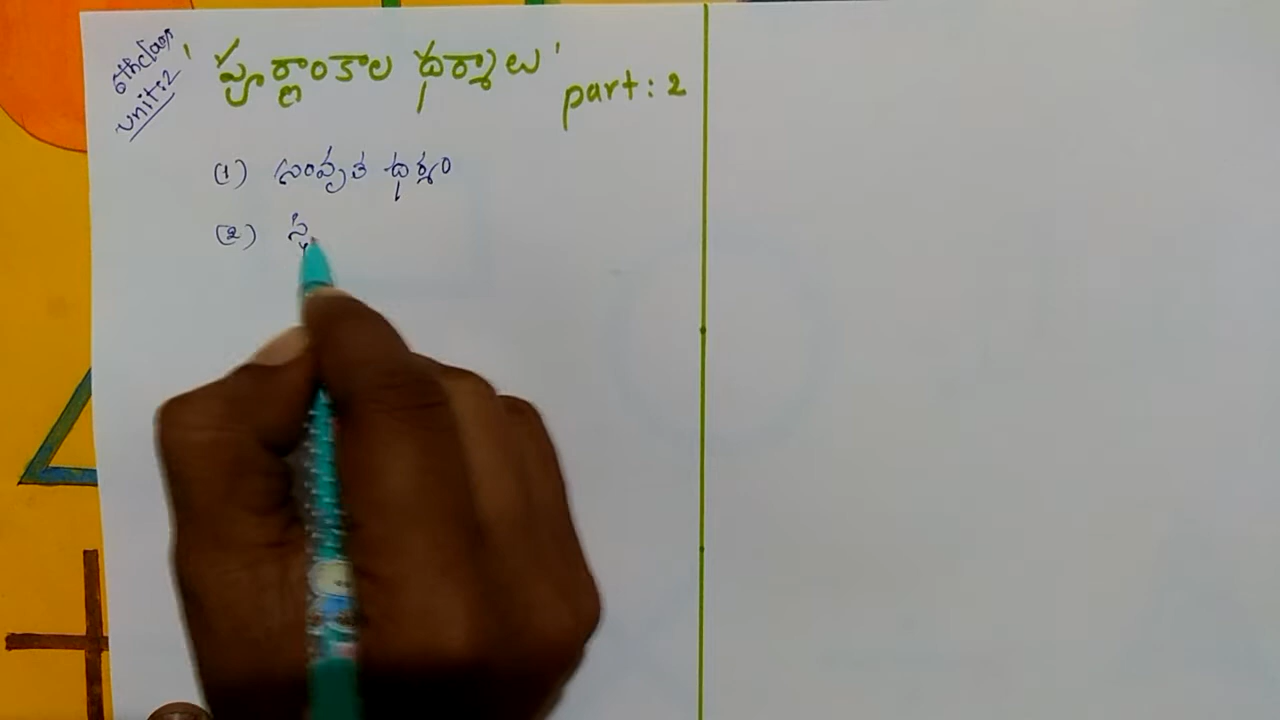 6th class
unit:2
' పూర్ణాంకాల ధర్మాలు '
part : 2
(1) సంవృత ధర్మం
(2) స్థి